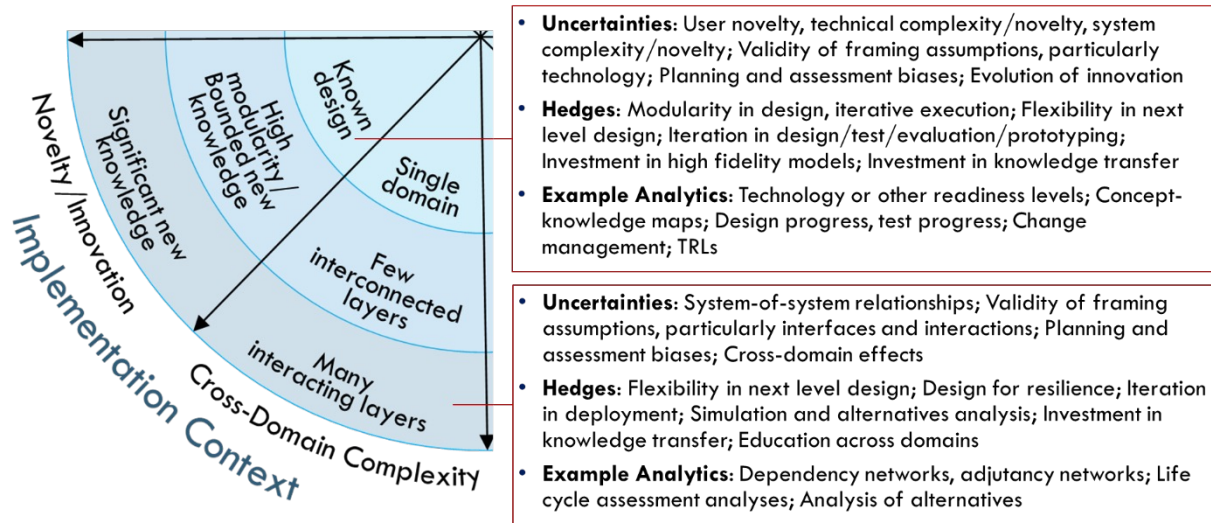 Known
design
High
modularity/
Bounded new
knowledge
Significant new
knowledge
Novelty/Innovation
Single
domain
Few
interconnected
layers
Many
interacting layers
Cross-Domain Complexity
Implementation Context
• Uncertainties: User novelty, technical complexity/novelty, system
complexity/novelty; Validity of framing assumptions, particularly
technology; Planning and assessment biases; Evolution of innovation
• Hedges: Modularity in design, iterative execution; Flexibility in next
level design; Iteration in design/test/evaluation/prototyping;
Investment in high fidelity models; Investment in knowledge transfer
• Example Analytics: Technology or other readiness levels; Concept-
knowledge maps; Design progress, test progress; Change
management; TRLs
• Uncertainties: System-of-system relationships; Validity of framing
assumptions, particularly interfaces and interactions; Planning and
assessment biases; Cross-domain effects
• Hedges: Flexibility in next level design; Design for resilience; Iteration
in deployment; Simulation and alternatives analysis; Investment in
knowledge transfer; Education across domains
• Example Analytics: Dependency networks, adjutancy networks; Life
cycle assessment analyses; Analysis of alternatives